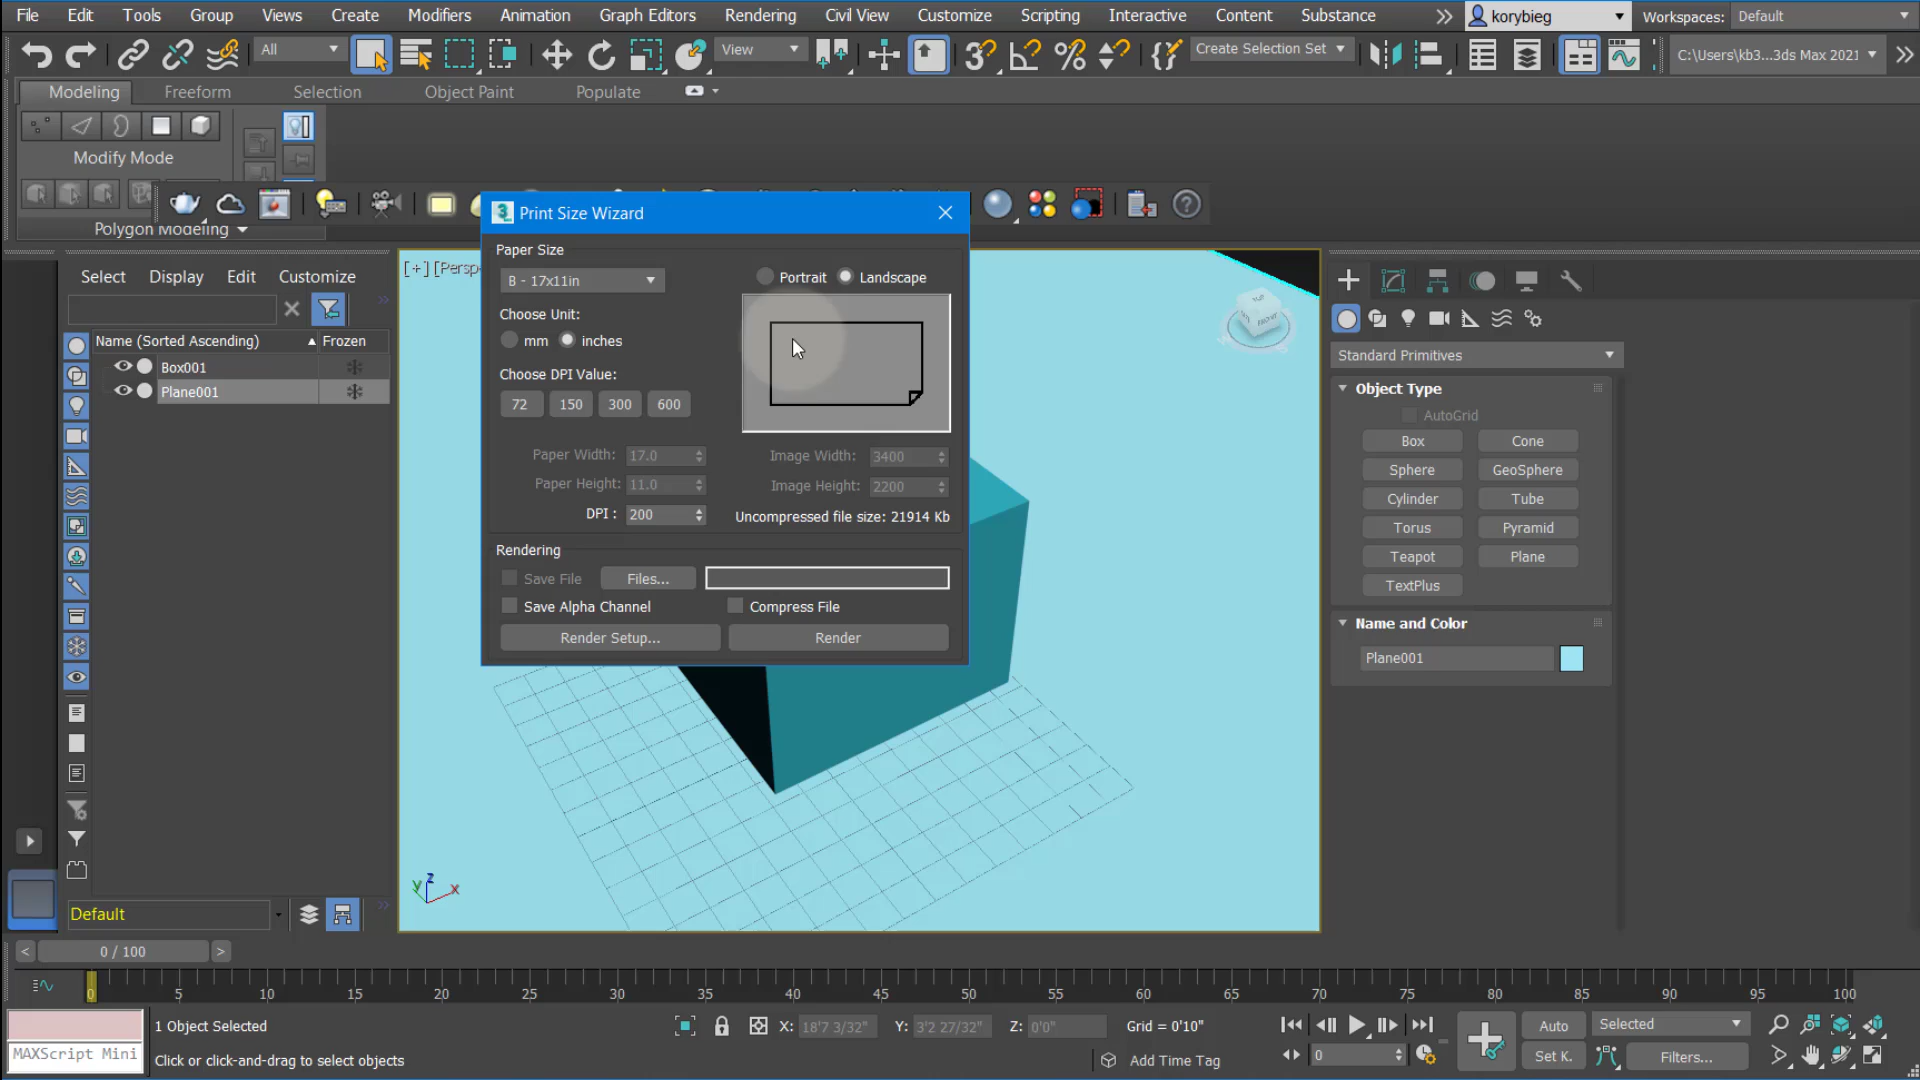 File Edit Tools Group Views Create Modifiers Animation Graph Editors Rendering Civil View Customize Scripting Interactive Content Substance korybieg Workspaces: Default
All View Create Selection Set C:\Users\kb3...3ds Max 2021
Modeling Freeform Selection Object Paint Populate
Modify Mode
Polygon Modeling
Print Size Wizard
Paper Size
B - 17x11in Portrait Landscape
Choose Unit:
mm inches
Choose DPI Value:
72 150 300 600
Paper Width: 17.0 Image Width: 3400
Paper Height: 11.0 Image Height: 2200
DPI : 200 Uncompressed file size: 21914 Kb
Rendering
Save File Files...
Save Alpha Channel Compress File
Render Setup... Render
Select Display Edit Customize
Name (Sorted Ascending) Frozen
Box001
Plane001
Default
[+] [Persp
z
y x
FRONT
Standard Primitives
Object Type
AutoGrid
Box Cone
Sphere GeoSphere
Cylinder Tube
Torus Pyramid
Teapot Plane
TextPlus
Name and Color
Plane001
< 0 / 100 >
0 5 10 15 20 25 30 35 40 45 50 55 60 65 70 75 80 85 90 95 100
1 Object Selected X: 18'7 3/32" Y: 3'2 27/32" Z: 0'0" Grid = 0'10" Auto Selected
MAXScript Mini Click or click-and-drag to select objects Add Time Tag 0 Set K. Filters...